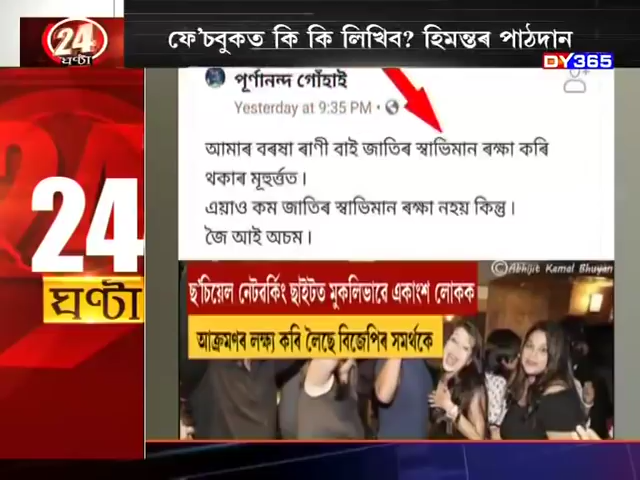 24
ঘণ্টা
ফে'চবুকত কি কি লিখিব? হিমন্তৰ পাঠদান
DY365
পূৰ্ণানন্দ গোঁহাই
Yesterday at 9:35 PM •
আমাৰ বৰষা ৰাণী বাই জাতিৰ স্বাভিমান ৰক্ষা কৰি
থকাৰ মূহুৰ্ত্তত।
এয়াও কম জাতিৰ স্বাভিমান ৰক্ষা নহয় কিন্তু।
জৈ আই অচম।
24
ঘণ্টা
©Abhijit Kamal Bhuyan
ছ'চিয়েল নেটবৰ্কিং ছাইটত মুকলিভাৱে একাংশ লোকক
আক্ৰমণৰ লক্ষ্য কৰি লৈছে বিজেপিৰ সমৰ্থকে